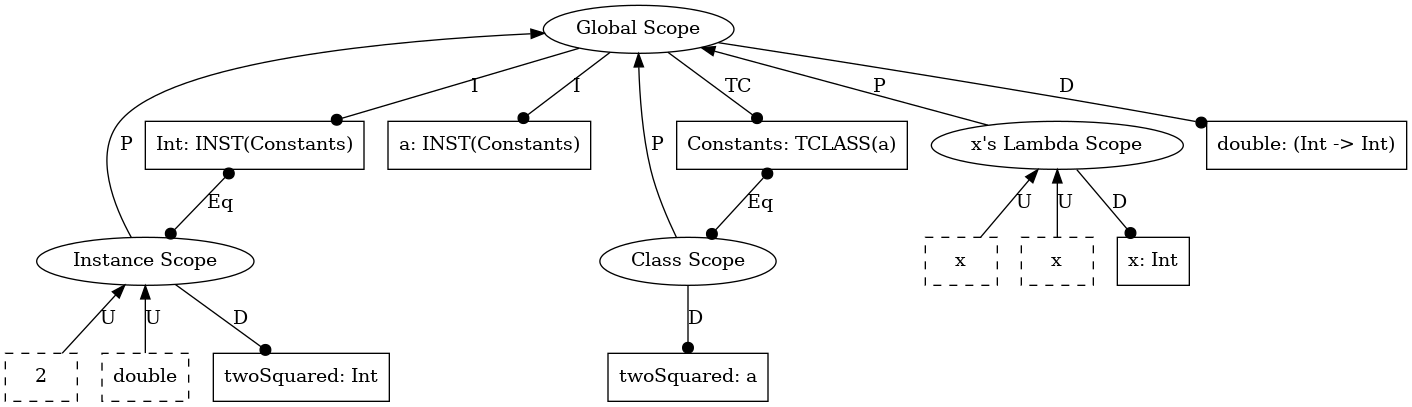 Global Scope
I
I
TC
P
D
P
P
Int: INST(Constants)
a: INST(Constants)
Constants: TCLASS(a)
x's Lambda Scope
double: (Int -> Int)
Eq
Eq
U
U
D
Instance Scope
Class Scope
x
x
x: Int
U
U
D
D
2
double
twoSquared: Int
twoSquared: a